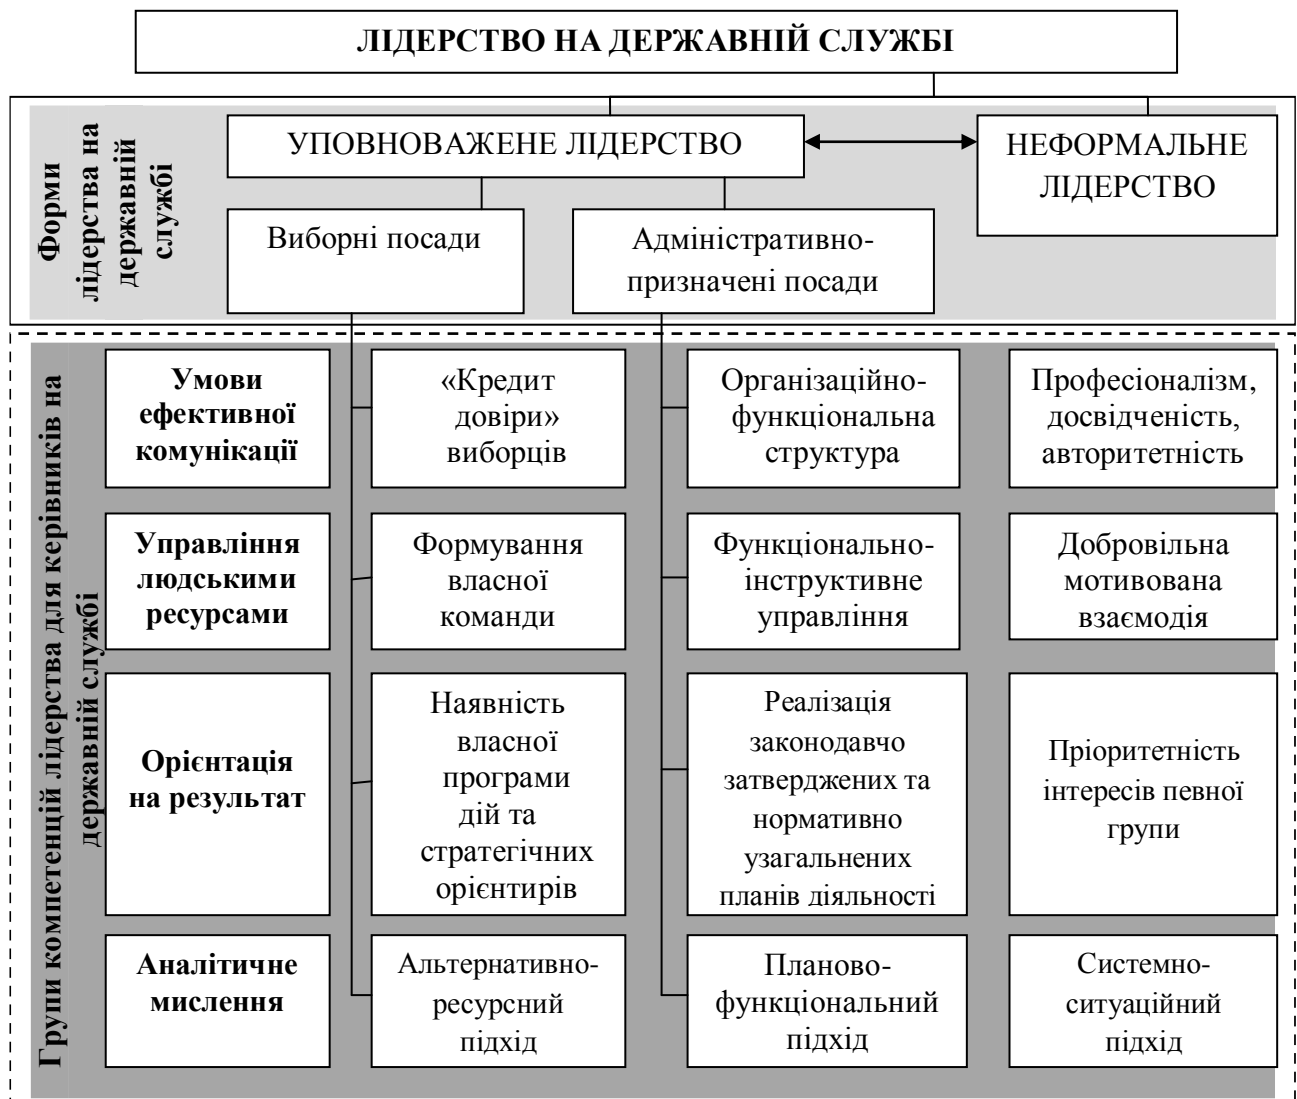 ЛІДЕРСТВО НА ДЕРЖАВНІЙ СЛУЖБІ
Форми
лідерства на
державній
службі
УПОВНОВАЖЕНЕ ЛІДЕРСТВО
НЕФОРМАЛЬНЕ
ЛІДЕРСТВО
Виборні посади
Адміністративно-
призначені посади
Групи компетенцій лідерства для керівників на
державній службі
Умови
ефективної
комунікації
«Кредит
довіри»
виборців
Організаційно-
функціональна
структура
Професіоналізм,
досвідченість,
авторитетність
Управління
людськими
ресурсами
Формування
власної
команди
Функціонально-
інструктивне
управління
Добровільна
мотивована
взаємодія
Орієнтація
на результат
Наявність
власної
програми
дій та
стратегічних
орієнтирів
Реалізація
законодавчо
затверджених та
нормативно
узагальнених
планів діяльності
Пріоритетність
інтересів певної
групи
Аналітичне
мислення
Альтернативно-
ресурсний
підхід
Планово-
функціональний
підхід
Системно-
ситуаційний
підхід